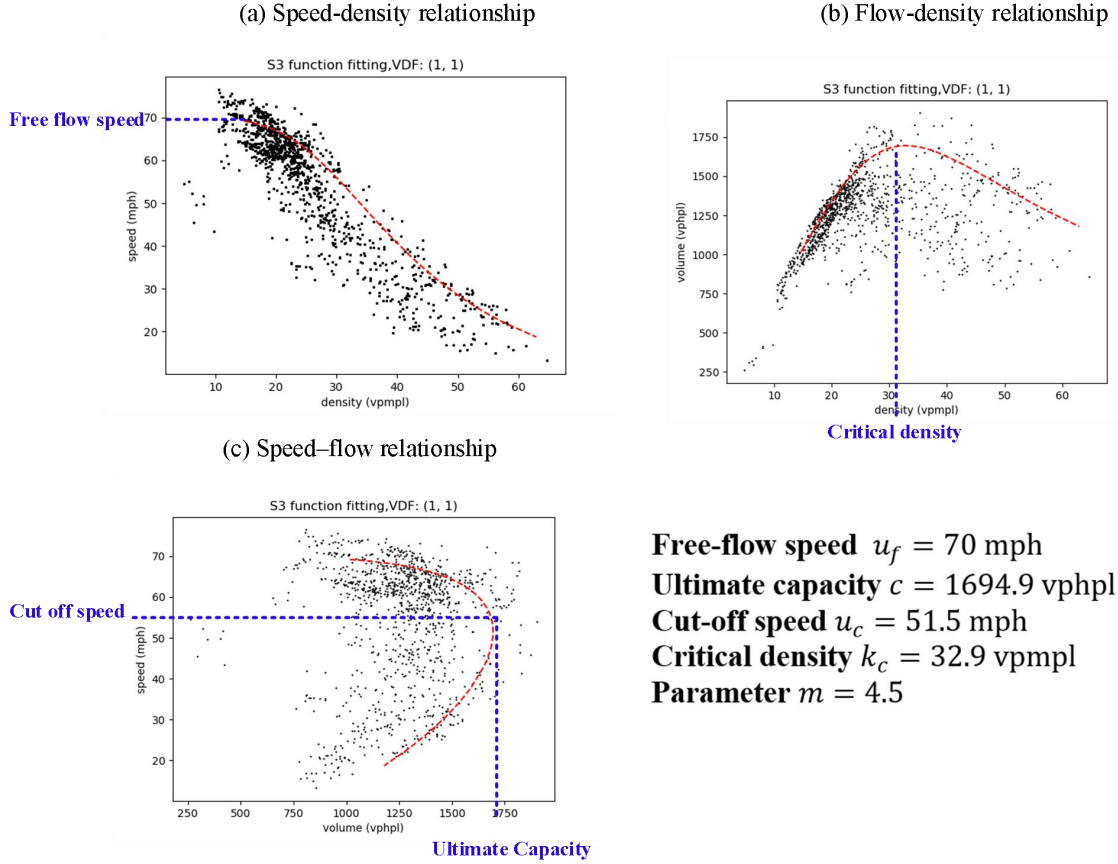 (a) Speed-density relationship
S3 function fitting,VDF: (1, 1)
Free flow speed
70
60
50
40
30
20
speed (mph)
10 20 30 40 50 60
density (vpmpl)
(b) Flow-density relationship
S3 function fitting,VDF: (1, 1)
1750
1500
1250
1000
750
500
250
volume (vphpl)
10 20 30 40 50 60
density (vpmpl)
Critical density
(c) Speed–flow relationship
S3 function fitting,VDF: (1, 1)
70
60
50
40
30
20
Cut off speed
speed (mph)
250 500 750 1000 1250 1500 1750
volume (vphpl)
Ultimate Capacity
Free-flow speed u_f = 70 mph
Ultimate capacity c = 1694.9 vphpl
Cut-off speed u_c = 51.5 mph
Critical density k_c = 32.9 vpmpl
Parameter m = 4.5